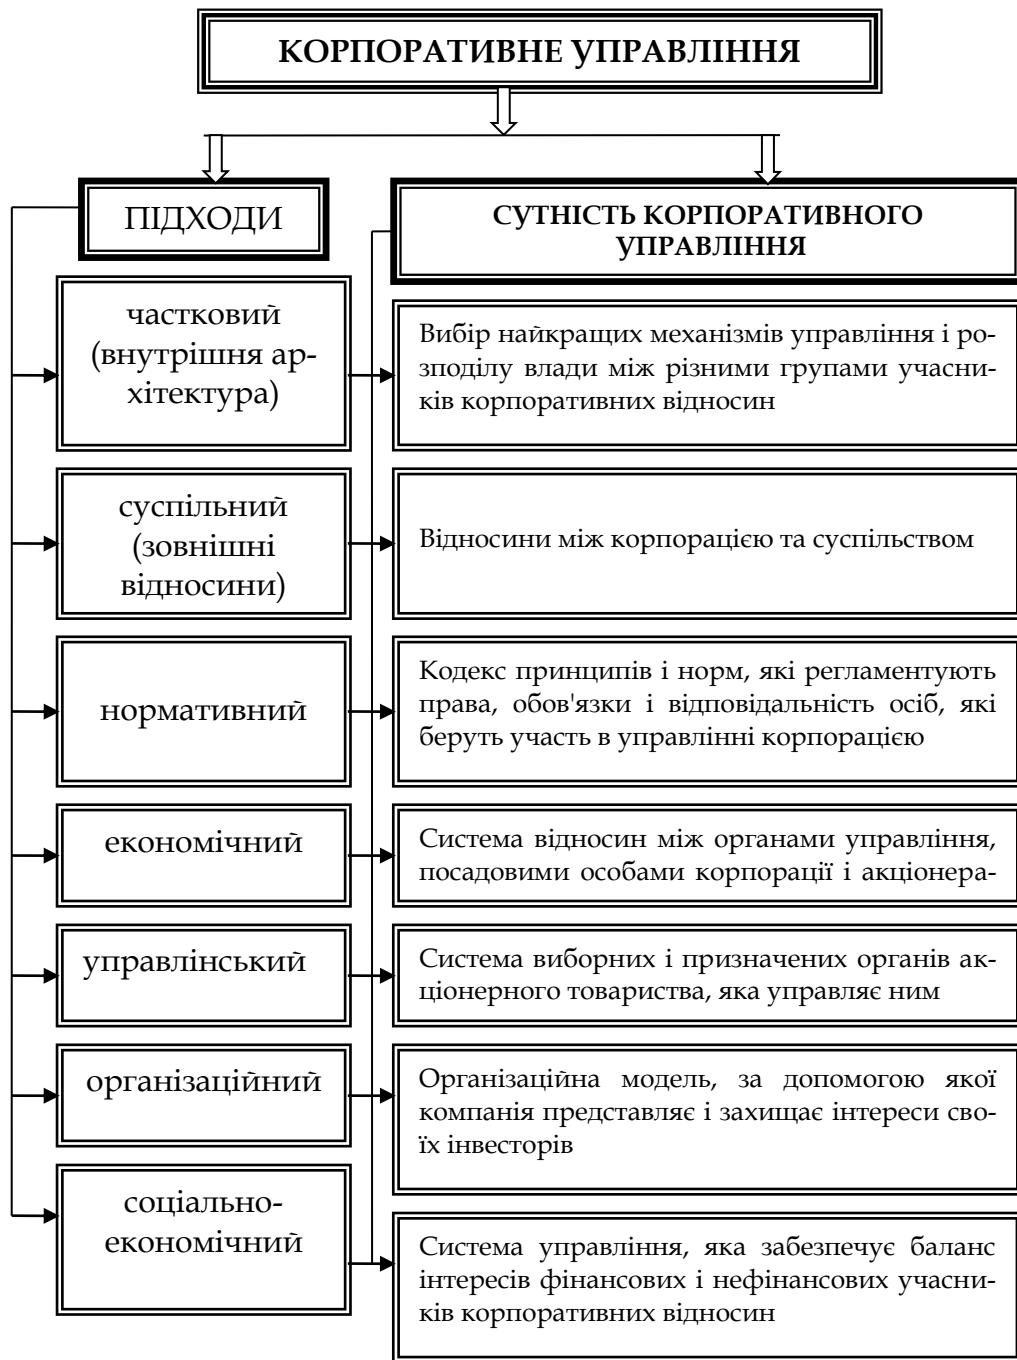 КОРПОРАТИВНЕ УПРАВЛІННЯ
ПІДХОДИ
СУТНІСТЬ КОРПОРАТИВНОГО
УПРАВЛІННЯ
частковий
(внутрішня ар-
хітектура)
Вибір найкращих механізмів управління і ро-
зподілу влади між різними групами учасни-
ків корпоративних відносин
суспільний
(зовнішні
відносини)
Відносини між корпорацією та суспільством
нормативний
Кодекс принципів і норм, які регламентують
права, обов'язки і відповідальність осіб, які
беруть участь в управлінні корпорацією
економічний
Система відносин між органами управління,
посадовими особами корпорації і акціонера-
управлінський
Система виборних і призначених органів ак-
ціонерного товариства, яка управляє ним
організаційний
Організаційна модель, за допомогою якої
компанія представляє і захищає інтереси сво-
їх інвесторів
соціально-
економічний
Система управління, яка забезпечує баланс
інтересів фінансових і нефінансових учасни-
ків корпоративних відносин